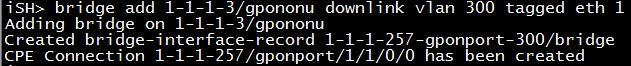 iSH> bridge add 1-1-1-3/gpononu downlink vlan 300 tagged eth 1
Adding bridge on 1-1-1-3/gpononu
Created bridge-interface-record 1-1-1-257-gponport-300/bridge
CPE Connection 1-1-1-257/gponport/1/1/0/0 has been created